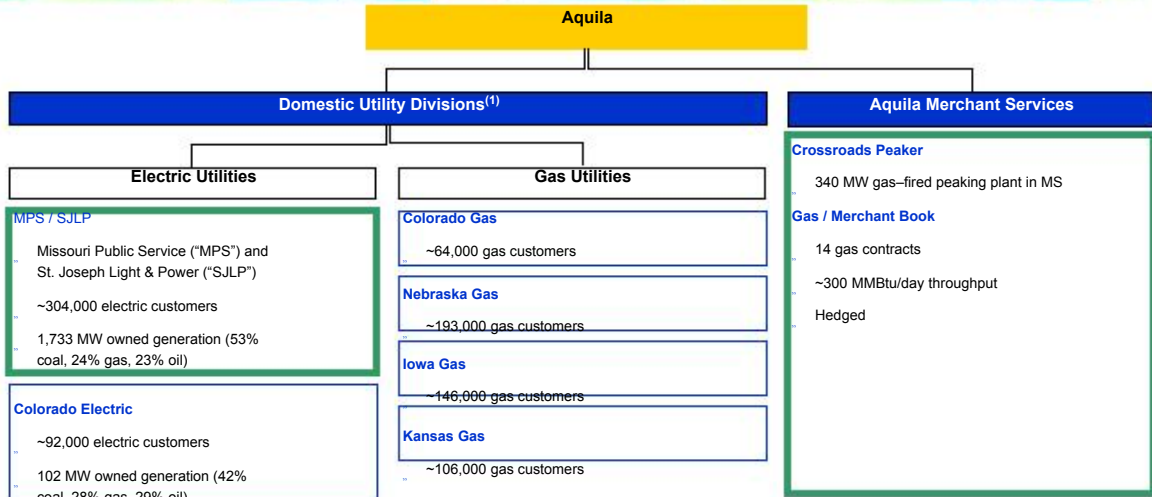 Aquila
Domestic Utility Divisions(1)
Aquila Merchant Services
Electric Utilities
Gas Utilities
MPS / SJLP
Missouri Public Service (“MPS”) and
St. Joseph Light & Power (“SJLP”)
~304,000 electric customers
1,733 MW owned generation (53%
coal, 24% gas, 23% oil)
Colorado Electric
~92,000 electric customers
102 MW owned generation (42%
coal, 28% gas, 29% oil)
Colorado Gas
~64,000 gas customers
Nebraska Gas
~193,000 gas customers
Iowa Gas
~146,000 gas customers
Kansas Gas
~106,000 gas customers
Crossroads Peaker
340 MW gas–fired peaking plant in MS
Gas / Merchant Book
14 gas contracts
~300 MMBtu/day throughput
Hedged